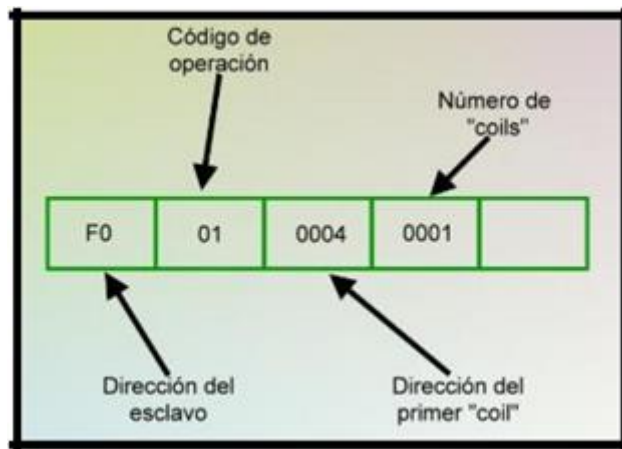 Código de
operación
Número de
"coils"
F0 01 0004 0001
Dirección del
esclavo
Dirección del
primer "coil"